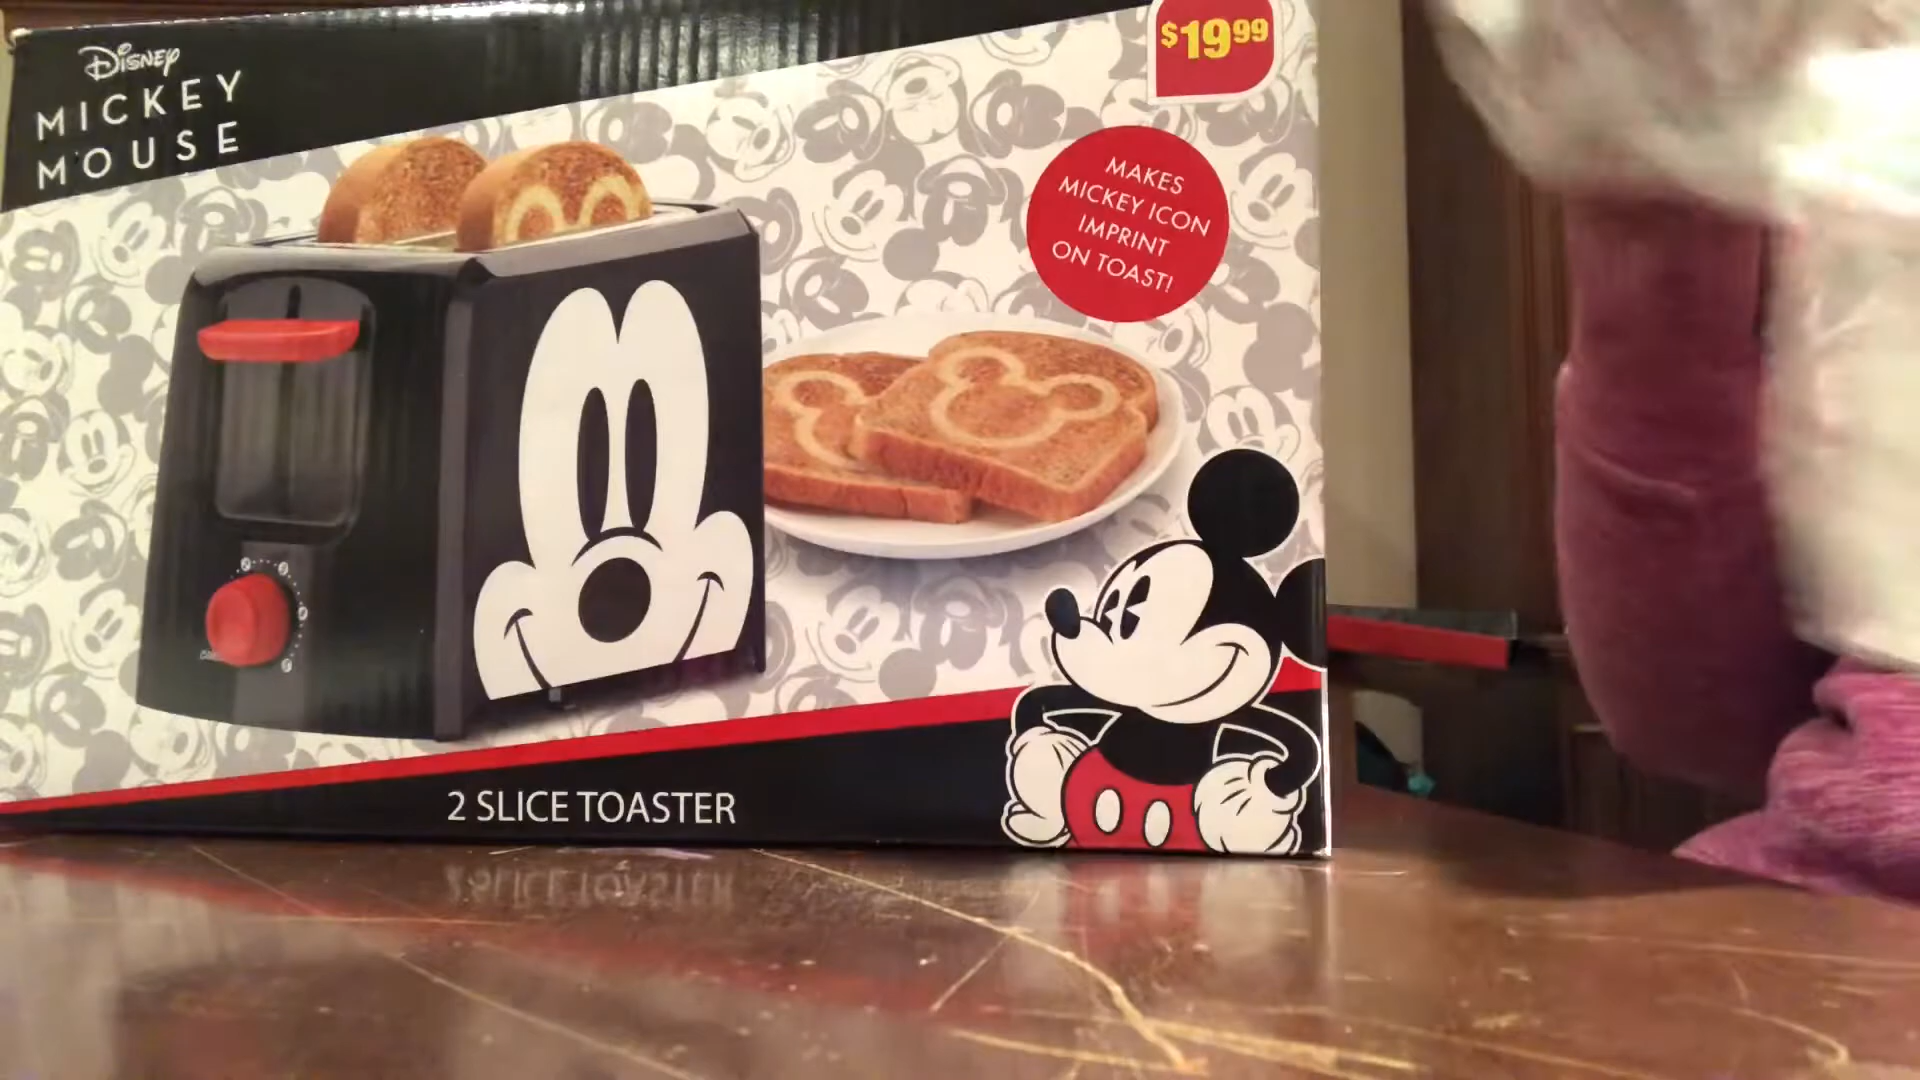 Disney
MICKEY
MOUSE
$19.99
MAKES
MICKEY ICON
IMPRINT
ON TOAST!
2 SLICE TOASTER